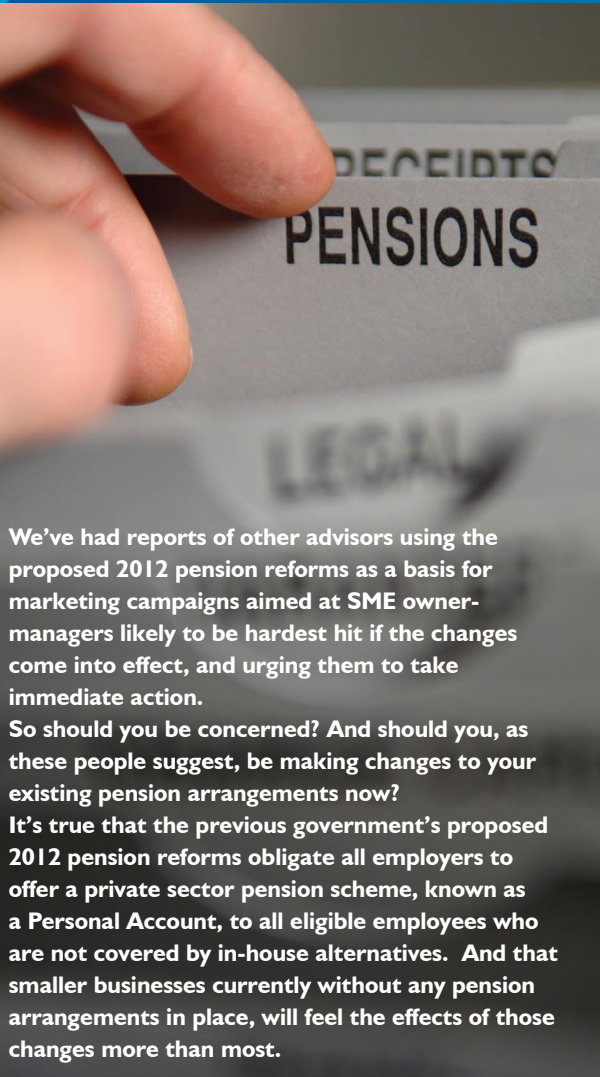 RECEIPTS
PENSIONS
LEGAL
We’ve had reports of other advisors using the
proposed 2012 pension reforms as a basis for
marketing campaigns aimed at SME owner-
managers likely to be hardest hit if the changes
come into effect, and urging them to take
immediate action.
So should you be concerned? And should you, as
these people suggest, be making changes to your
existing pension arrangements now?
It’s true that the previous government’s proposed
2012 pension reforms obligate all employers to
offer a private sector pension scheme, known as
a Personal Account, to all eligible employees who
are not covered by in-house alternatives.  And that
smaller businesses currently without any pension
arrangements in place, will feel the effects of those
changes more than most.